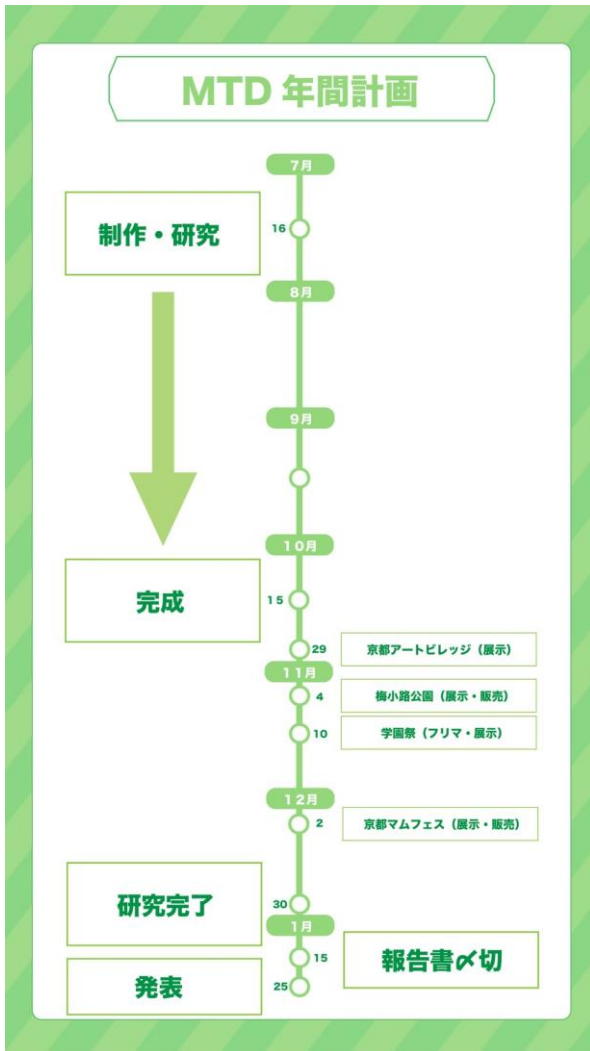 MTD 年間計画
7月
制作・研究
16
8月
9月
10月
完成
15
29
京都アートビレッジ（展示）
11月
4
梅小路公園（展示・販売）
10
学園祭（フリマ・展示）
12月
2
京都マムフェス（展示・販売）
研究完了
30
1月
15
報告書〆切
発表
25